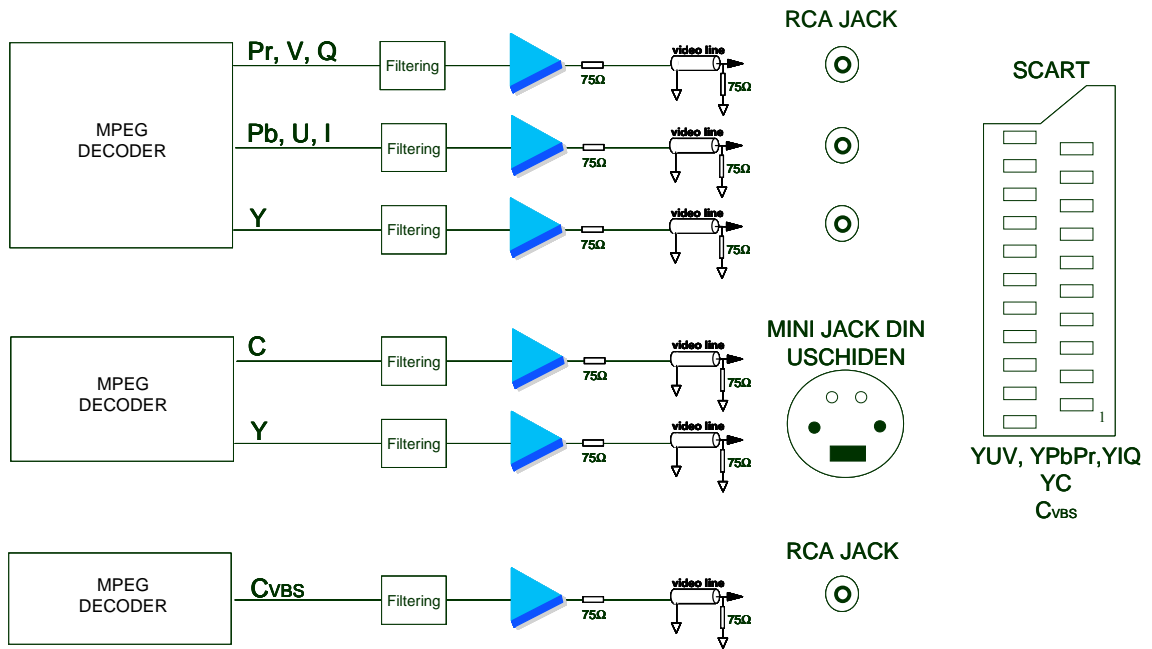 RCA JACK
Pr, V, Q
Filtering
75Ω
video line
75Ω
SCART
MPEG
DECODER
Pb, U, I
Filtering
75Ω
video line
75Ω
Y
Filtering
75Ω
video line
75Ω
MINI JACK DIN
USCHIDEN
C
Filtering
75Ω
video line
75Ω
MPEG
DECODER
Y
Filtering
75Ω
video line
75Ω
1
YUV, YPbPr,YIQ
YC
CVBS
RCA JACK
MPEG
DECODER
CVBS
Filtering
75Ω
video line
75Ω